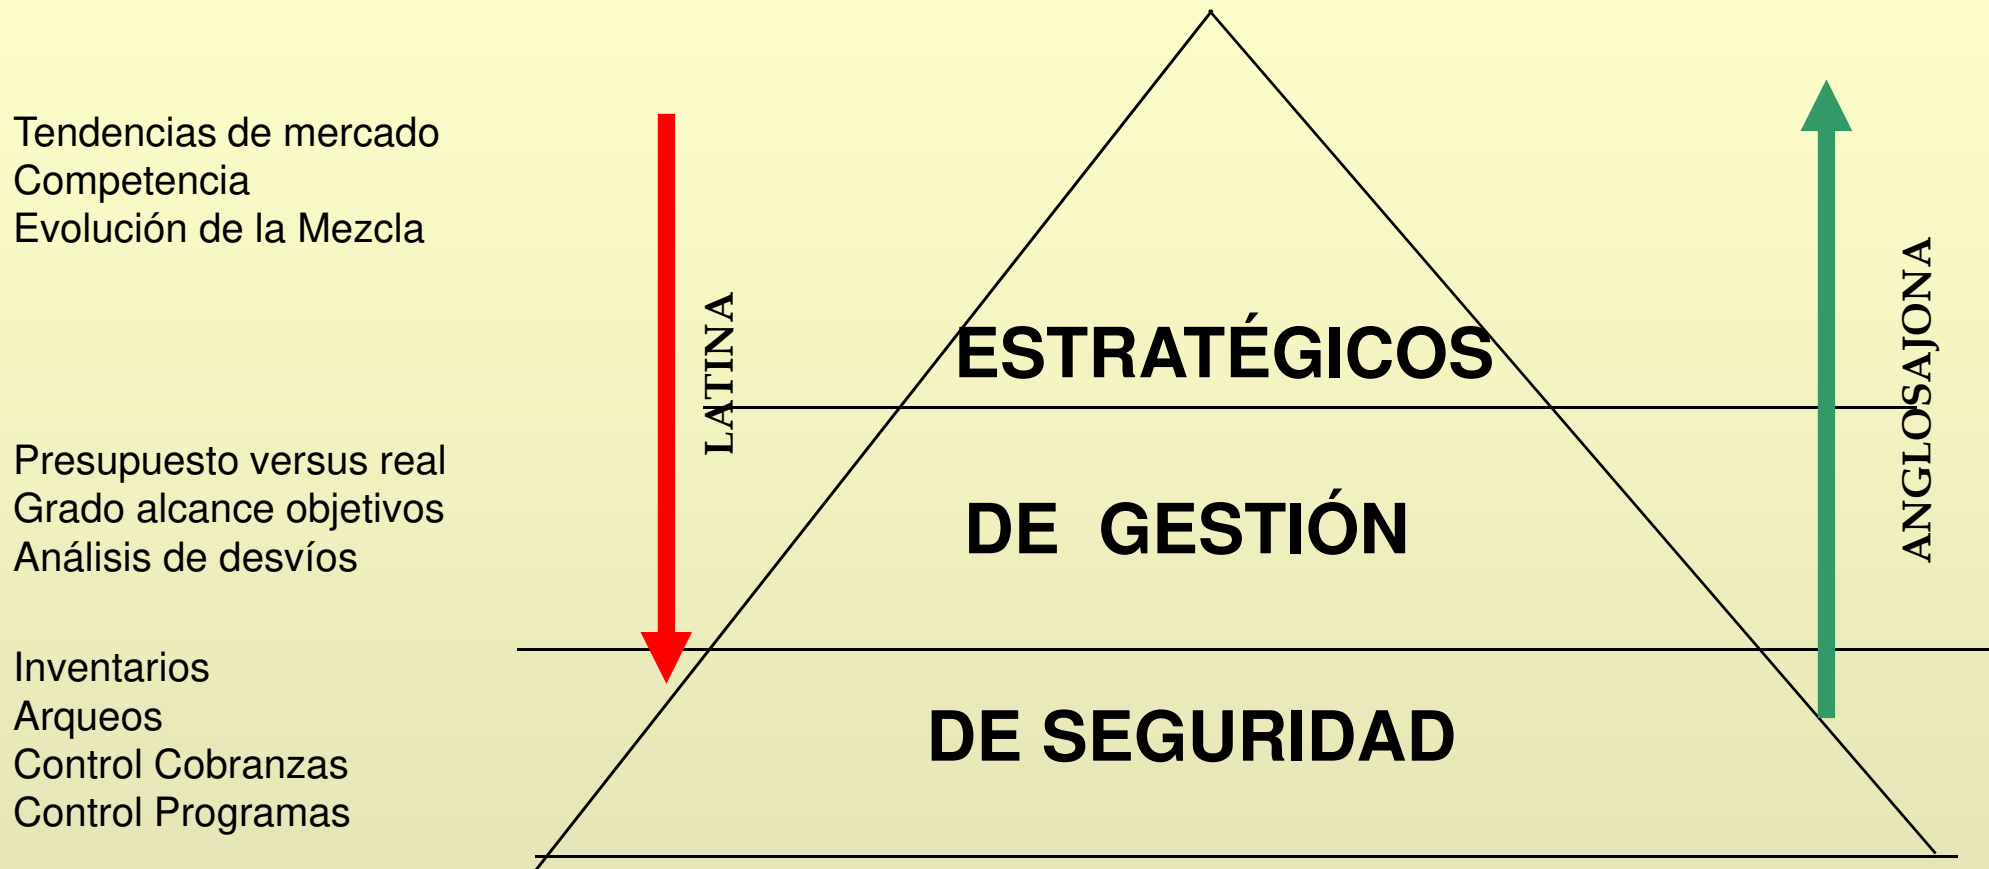 Tendencias de mercado
Competencia
Evolución de la Mezcla
LATINA
ESTRATÉGICOS
ANGLOSAJONA
Presupuesto versus real
Grado alcance objetivos
Análisis de desvíos
DE GESTIÓN
Inventarios
Arqueos
Control Cobranzas
Control Programas
DE SEGURIDAD